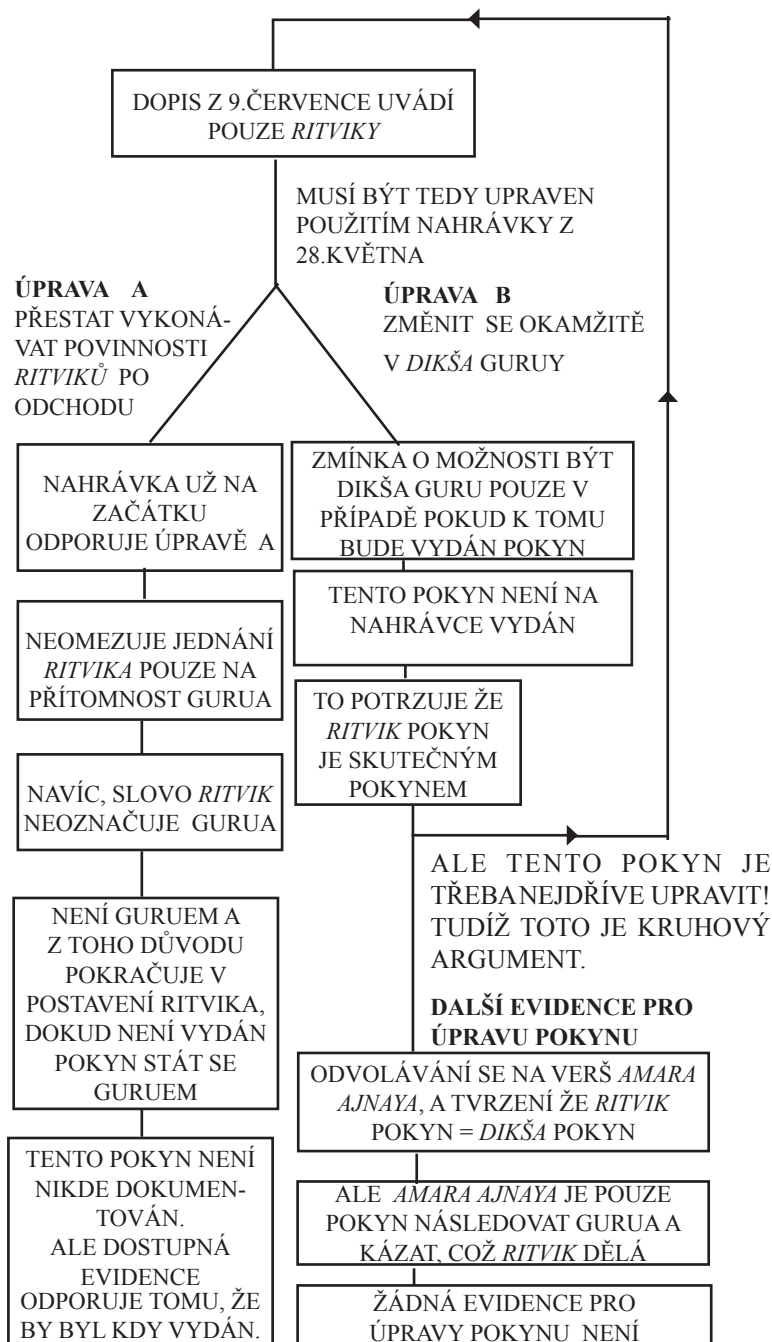 DOPIS Z 9.ČERVENCE UVÁDÍ
POUZE RITVIKY
MUSÍ BÝT TEDY UPRAVEN
POUŽITÍM NAHRÁVKY Z
28.KVĚTNA
ÚPRAVA A
PŘESTAT VYKONÁ-
VAT POVINNOSTI
RITVIKŮ PO
ODCHODU
ÚPRAVA B
ZMĚNIT SE OKAMŽITĚ
V DIKŠA GURUY
NAHRÁVKA UŽ NA
ZAČÁTKU
ODPORUJE ÚPRAVĚ A
NEOMEZUJE JEDNÁNÍ
RITVIKA POUZE NA
PŘÍTOMNOST GURUA
NAVÍC, SLOVO RITVIK
NEOZNAČUJE GURUA
NENÍ GURUEM A
Z TOHO DŮVODU
POKRAČUJE V
POSTAVENÍ RITVIKA,
DOKUD NENÍ VYDÁN
POKYN STÁT SE
GURUEM
TENTO POKYN NENÍ
NIKDE DOKUMEN-
TOVÁN.
ALE DOSTUPNÁ
EVIDENCE
ODPORUJE TOMU, ŽE
BY BYL KDY VYDÁN.
ZMÍNKA O MOŽNOSTI BÝT
DIKŠA GURU POUZE V
PŘÍPADĚ POKUD K TOMU
BUDE VYDÁN POKYN
TENTO POKYN NENÍ NA
NAHRÁVCE VYDÁN
TO POTRZUJE ŽE
RITVIK POKYN
JE SKUTEČNÝM
POKYNEM
ALE TENTO POKYN JE
TŘEBANEJDŘÍVE UPRAVIT!
TUDÍŽ TOTO JE KRUHOVÝ
ARGUMENT.
DALŠÍ EVIDENCE PRO
ÚPRAVU POKYNU
ODVOLÁVÁNÍ SE NA VERŠ AMARA
AJNAYA, A TVRZENÍ ŽE RITVIK
POKYN = DIKŠA POKYN
ALE AMARA AJNAYA JE POUZE
POKYN NÁSLEDOVAT GURUA A
KÁZAT, COŽ RITVIK DĚLÁ
ŽÁDNÁ EVIDENCE PRO
ÚPRAVY POKYNU NENÍ